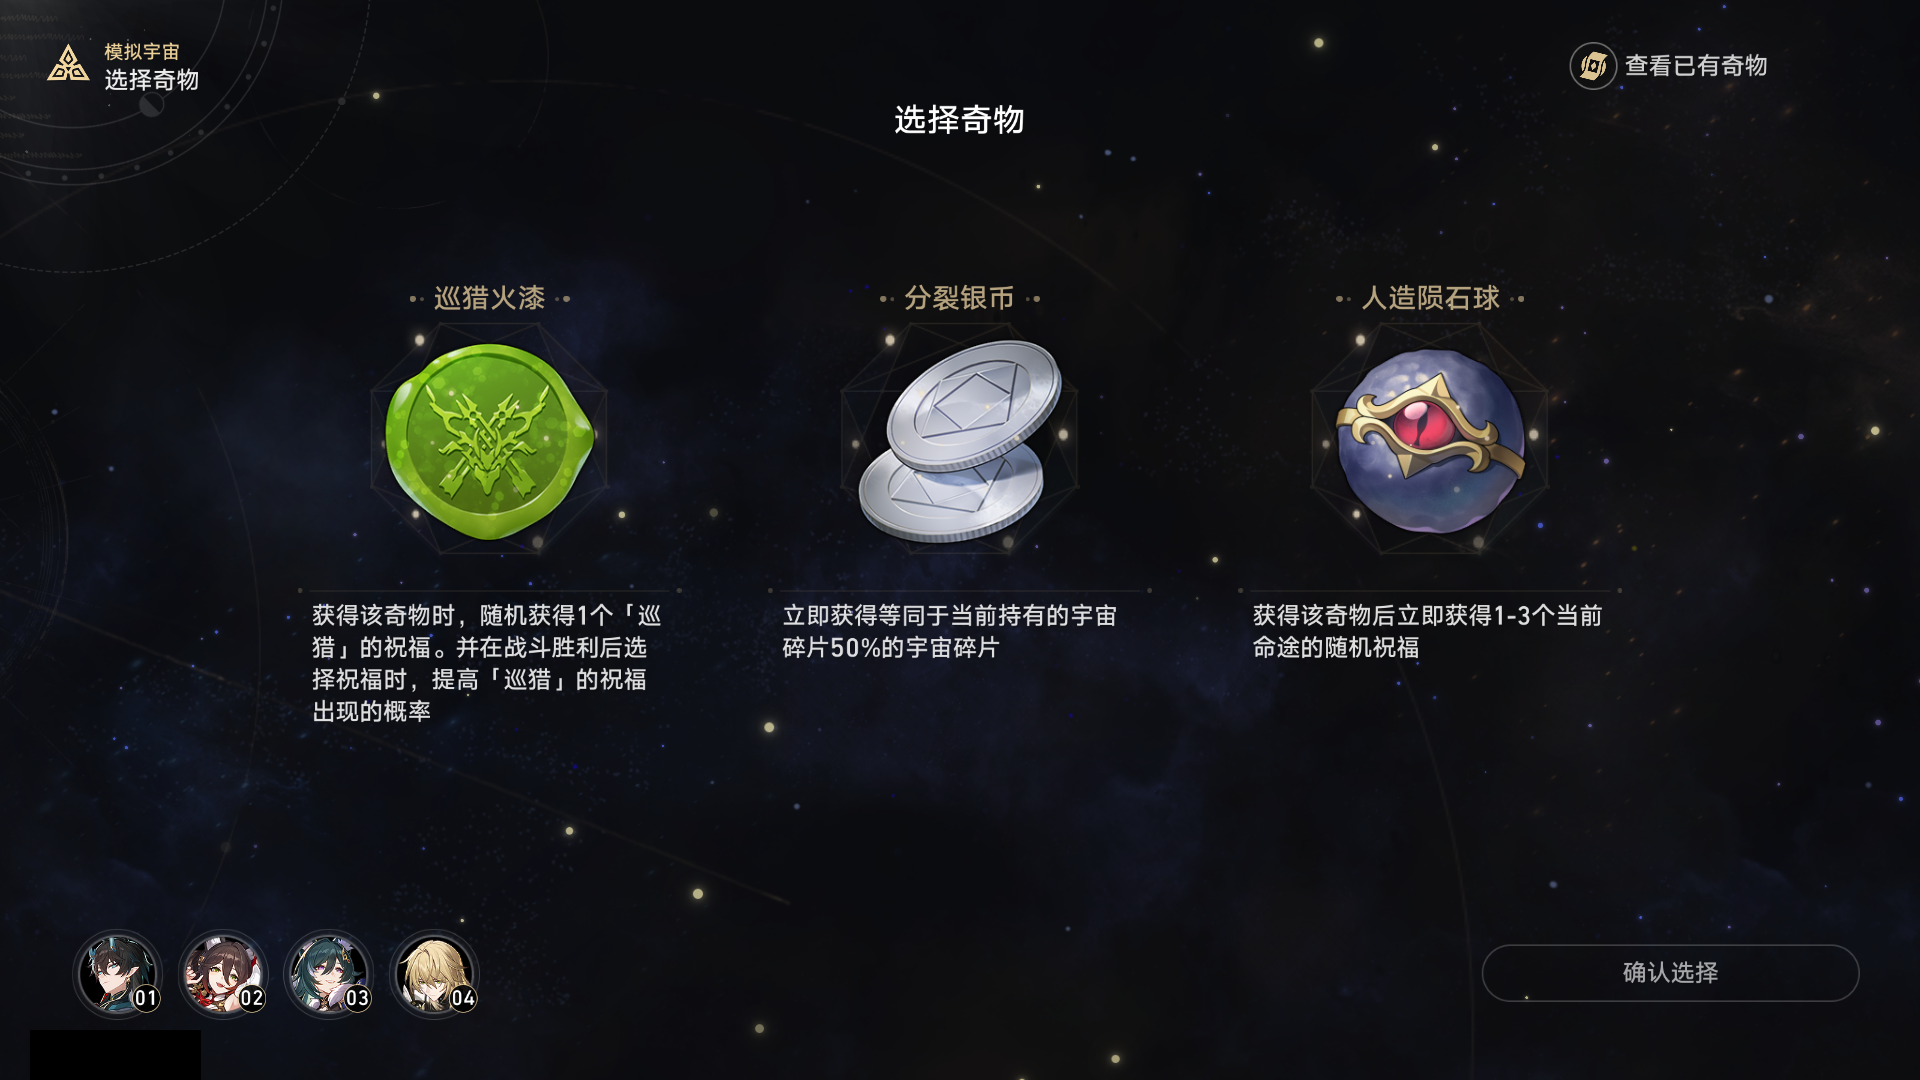 模拟宇宙
选择奇物
查看已有奇物
选择奇物
巡猎火漆
分裂银币
人造陨石球
获得该奇物时，随机获得1个「巡
猎」的祝福。并在战斗胜利后选
择祝福时，提高「巡猎」的祝福
出现的概率
立即获得等同于当前持有的宇宙
碎片50%的宇宙碎片
获得该奇物后立即获得1-3个当前
命途的随机祝福
01
02
03
04
确认选择